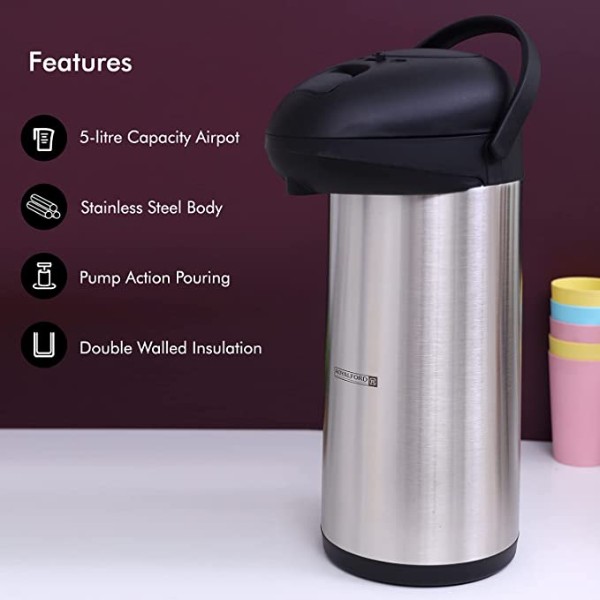 Features
5-litre Capacity Airpot
Stainless Steel Body
Pump Action Pouring
Double Walled Insulation
ROYALFORD